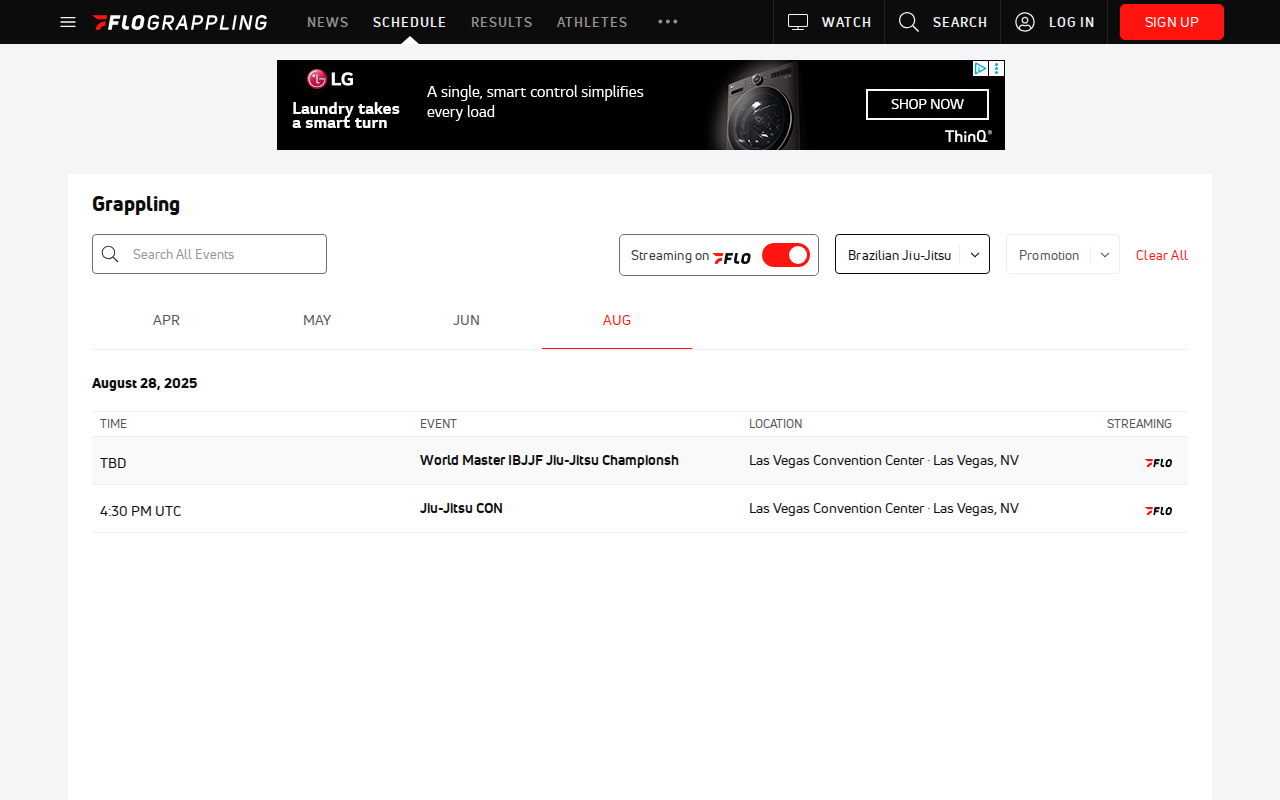 FLOGRAPPLING NEWS SCHEDULE RESULTS ATHLETES WATCH SEARCH LOG IN SIGN UP
LG
Laundry takes
a smart turn
A single, smart control simplifies
every load
SHOP NOW
ThinQ®
Grappling
Search All Events
Streaming on FLO
Brazilian Jiu-Jitsu
Promotion
Clear All
APR MAY JUN AUG
August 28, 2025
TIME EVENT LOCATION STREAMING
TBD World Master IBJJF Jiu-Jitsu Championsh Las Vegas Convention Center · Las Vegas, NV FLO
4:30 PM UTC Jiu-Jitsu CON Las Vegas Convention Center · Las Vegas, NV FLO